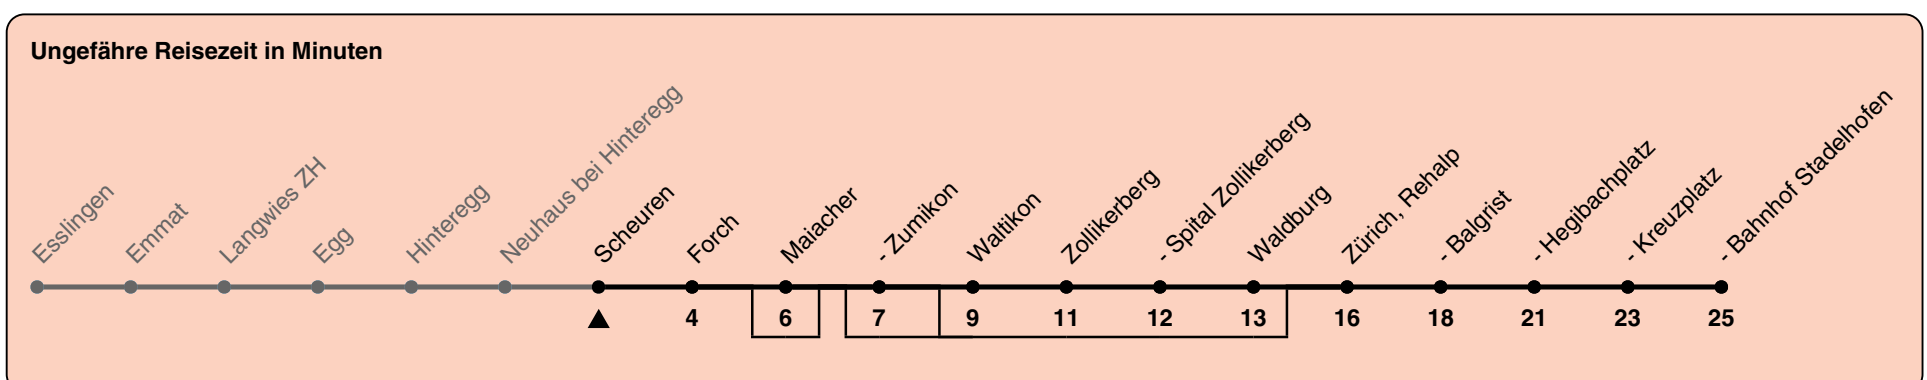 Ungefähre Reisezeit in Minuten
Esslingen
Emmat
Langwies ZH
Egg
Hinteregg
Neuhaus bei Hinteregg
Scheuren
Forch
Maiacher
- Zumikon
Waltikon
Zollikerberg
- Spital Zollikerberg
Waldburg
Zürich, Rehalp
- Balgrist
- Hegibachplatz
- Kreuzplatz
- Bahnhof Stadelhofen
4 6 7 9 11 12 13 16 18 21 23 25